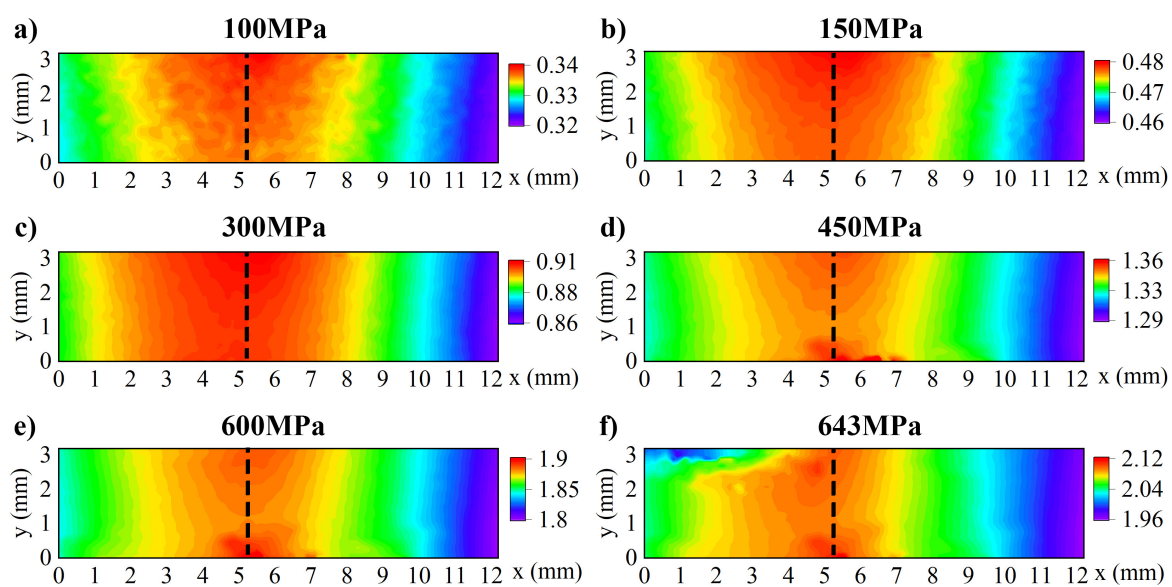 a) 100MPa
y (mm)
3
2
1
0
0 1 2 3 4 5 6 7 8 9 10 11 12 x (mm)
0.34
0.33
0.32
b) 150MPa
y (mm)
3
2
1
0
0 1 2 3 4 5 6 7 8 9 10 11 12 x (mm)
0.48
0.47
0.46
c) 300MPa
y (mm)
3
2
1
0
0 1 2 3 4 5 6 7 8 9 10 11 12 x (mm)
0.91
0.88
0.86
d) 450MPa
y (mm)
3
2
1
0
0 1 2 3 4 5 6 7 8 9 10 11 12 x (mm)
1.36
1.33
1.29
e) 600MPa
y (mm)
3
2
1
0
0 1 2 3 4 5 6 7 8 9 10 11 12 x (mm)
1.9
1.85
1.8
f) 643MPa
y (mm)
3
2
1
0
0 1 2 3 4 5 6 7 8 9 10 11 12 x (mm)
2.12
2.04
1.96